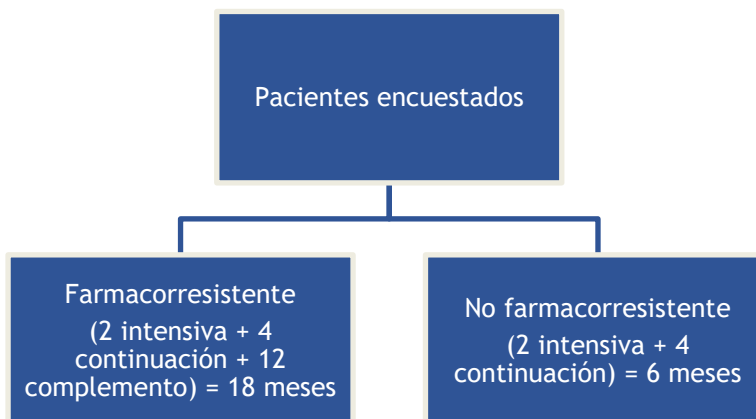 Pacientes encuestados
Farmacorresistente
(2 intensiva + 4
continuación + 12
complemento) = 18 meses
No farmacorresistente
(2 intensiva + 4
continuación) = 6 meses